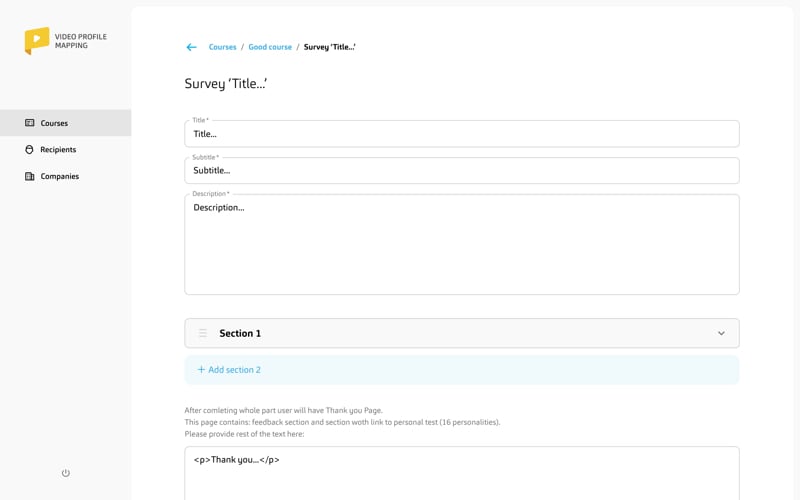 VIDEO PROFILE
MAPPING
Courses
Recipients
Companies
Courses / Good course / Survey ‘Title...’
Survey ‘Title...’
Title *
Title...
Subtitle *
Subtitle...
Description *
Description...
Section 1
+ Add section 2
After comleting whole part user will have Thank you Page.
This page contains: feedback section and section woth link to personal test (16 personalities).
Please provide rest of the text here:
<p>Thank you...</p>